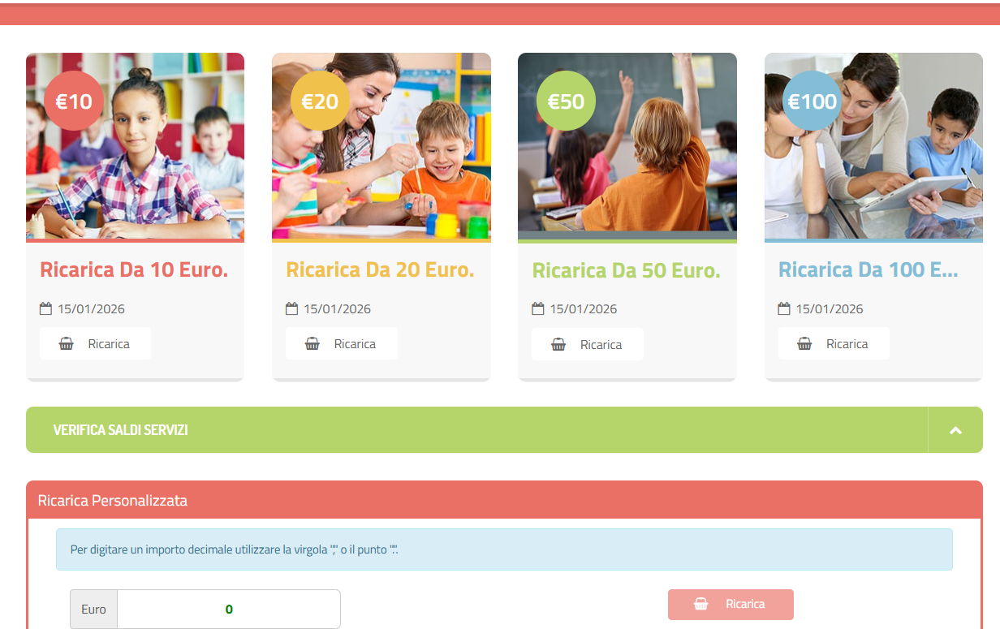 €10
€20
€50
€100
Ricarica Da 10 Euro.
Ricarica Da 20 Euro.
Ricarica Da 50 Euro.
Ricarica Da 100 E...
15/01/2026
15/01/2026
15/01/2026
15/01/2026
Ricarica
Ricarica
Ricarica
Ricarica
VERIFICA SALDI SERVIZI
Ricarica Personalizzata
Per digitare un importo decimale utilizzare la virgola "," o il punto ".".
Euro
0
Ricarica